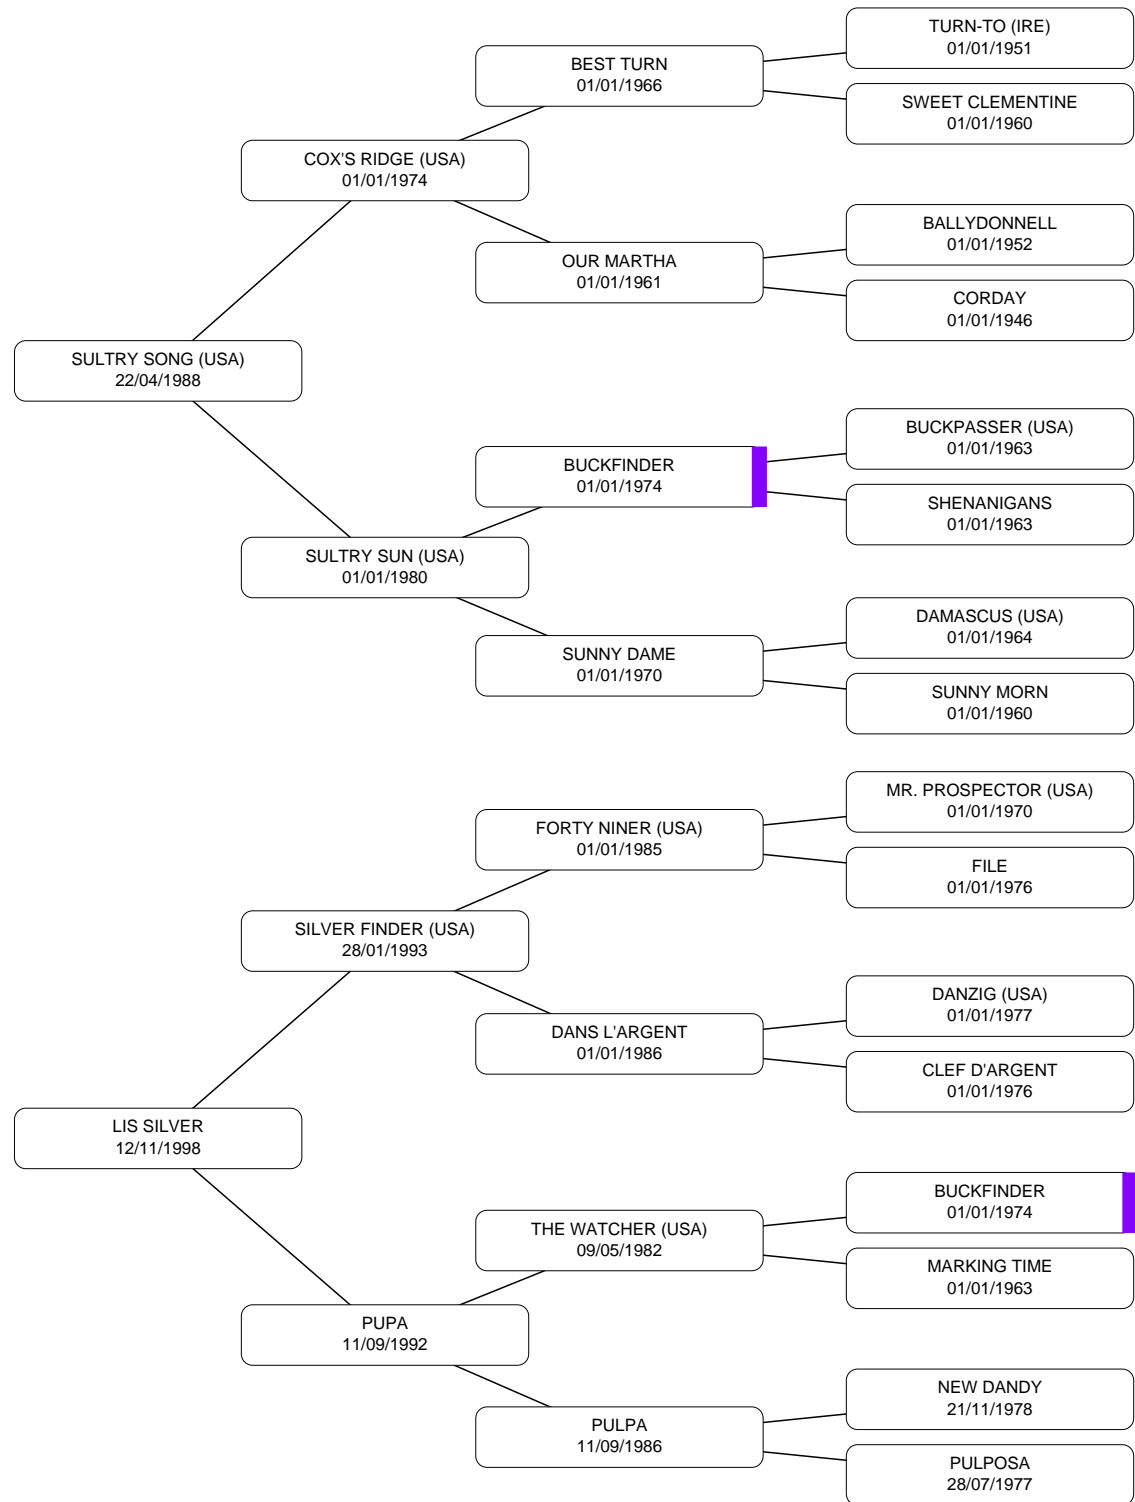 TURN-TO (IRE)
01/01/1951
BEST TURN
01/01/1966
SWEET CLEMENTINE
01/01/1960
COX'S RIDGE (USA)
01/01/1974
BALLYDONNELL
01/01/1952
OUR MARTHA
01/01/1961
CORDAY
01/01/1946
SULTRY SONG (USA)
22/04/1988
BUCKPASSER (USA)
01/01/1963
BUCKFINDER
01/01/1974
SHENANIGANS
01/01/1963
SULTRY SUN (USA)
01/01/1980
DAMASCUS (USA)
01/01/1964
SUNNY DAME
01/01/1970
SUNNY MORN
01/01/1960
MR. PROSPECTOR (USA)
01/01/1970
FORTY NINER (USA)
01/01/1985
FILE
01/01/1976
SILVER FINDER (USA)
28/01/1993
DANZIG (USA)
01/01/1977
DANS L'ARGENT
01/01/1986
CLEF D'ARGENT
01/01/1976
LIS SILVER
12/11/1998
BUCKFINDER
01/01/1974
THE WATCHER (USA)
09/05/1982
MARKING TIME
01/01/1963
PUPA
11/09/1992
NEW DANDY
21/11/1978
PULPA
11/09/1986
PULPOSA
28/07/1977